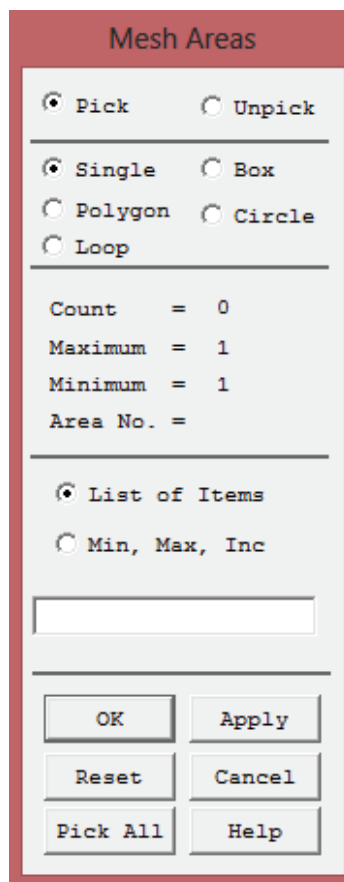 Mesh Areas
Pick Unpick
Single Box
Polygon Circle
Loop
Count = 0
Maximum = 1
Minimum = 1
Area No. =
List of Items
Min, Max, Inc
OK Apply
Reset Cancel
Pick All Help